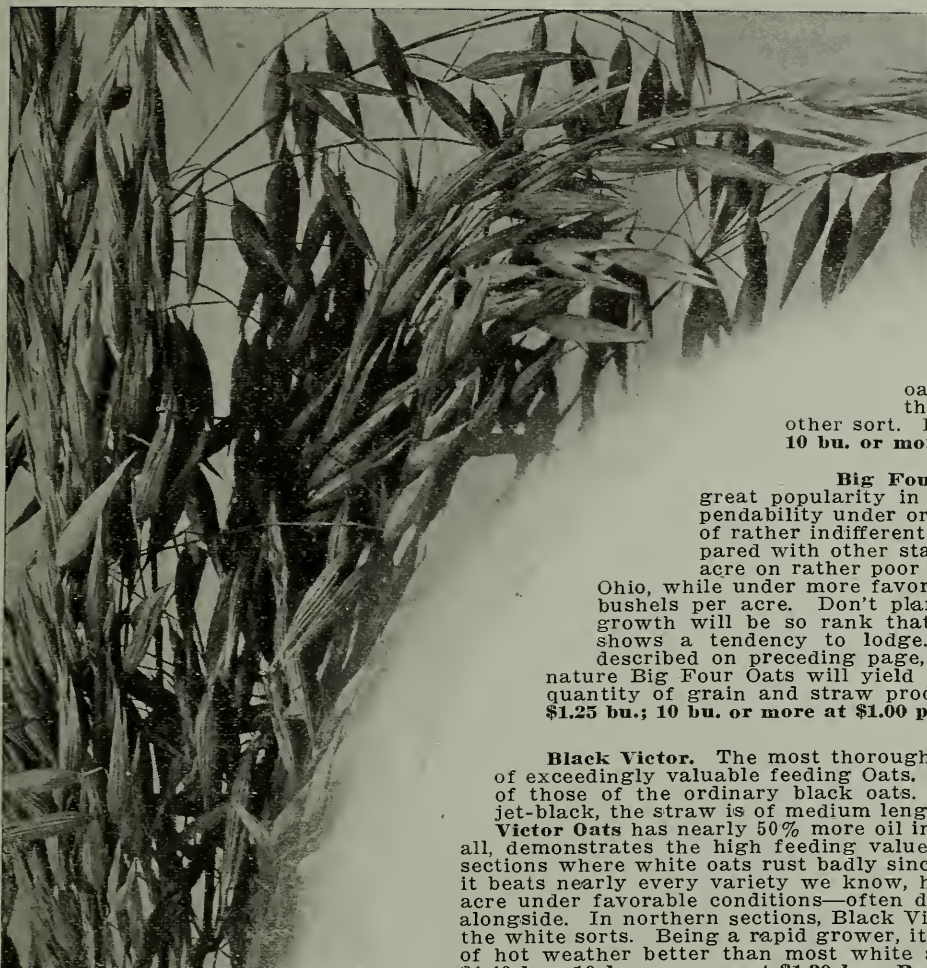 oa
th
other sort.
10 bu. or mo
Big Fou
great popularity in
pendability under or
of rather indifferent
pared with other sta
acre on rather poor
Ohio, while under more favor
bushels per acre. Don't plan
growth will be so rank that
shows a tendency to lodge.
described on preceding page,
nature Big Four Oats will yield
quantity of grain and straw proc
$1.25 bu.; 10 bu. or more at $1.00 p
Black Victor. The most thorough
of exceedingly valuable feeding Oats.
of those of the ordinary black oats.
jet-black, the straw is of medium leng
Victor Oats has nearly 50% more oil in
all, demonstrates the high feeding value
sections where white oats rust badly sinc
it beats nearly every variety we know, h
acre under favorable conditions—often d
alongside. In northern sections, Black Vi
the white sorts. Being a rapid grower, it
of hot weather better than most white